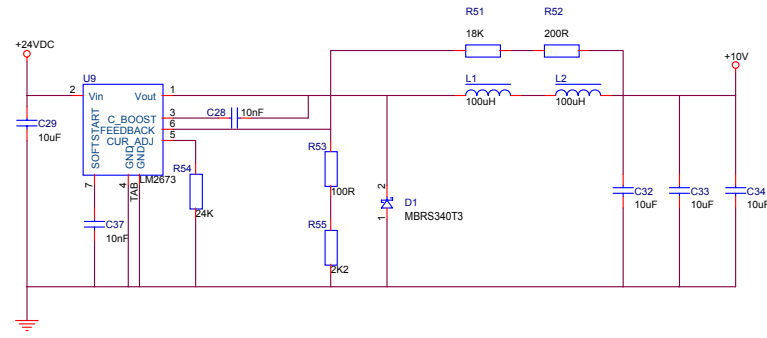 R51
R52
18K
200R
+24VDC
+10V
U9
L1
L2
2
Vin
Vout
1
100uH
100uH
C_BOOST
3
C28
10nF
FEEDBACK
6
CUR_ADJ
5
C29
10uF
SOFTSTART
GND
GND
R54
R53
LM2673
7
4
TAB
100R
2
D1
C32
C33
C34
24K
1
MBRS340T3
10uF
10uF
10uF
C37
10nF
R55
2K2